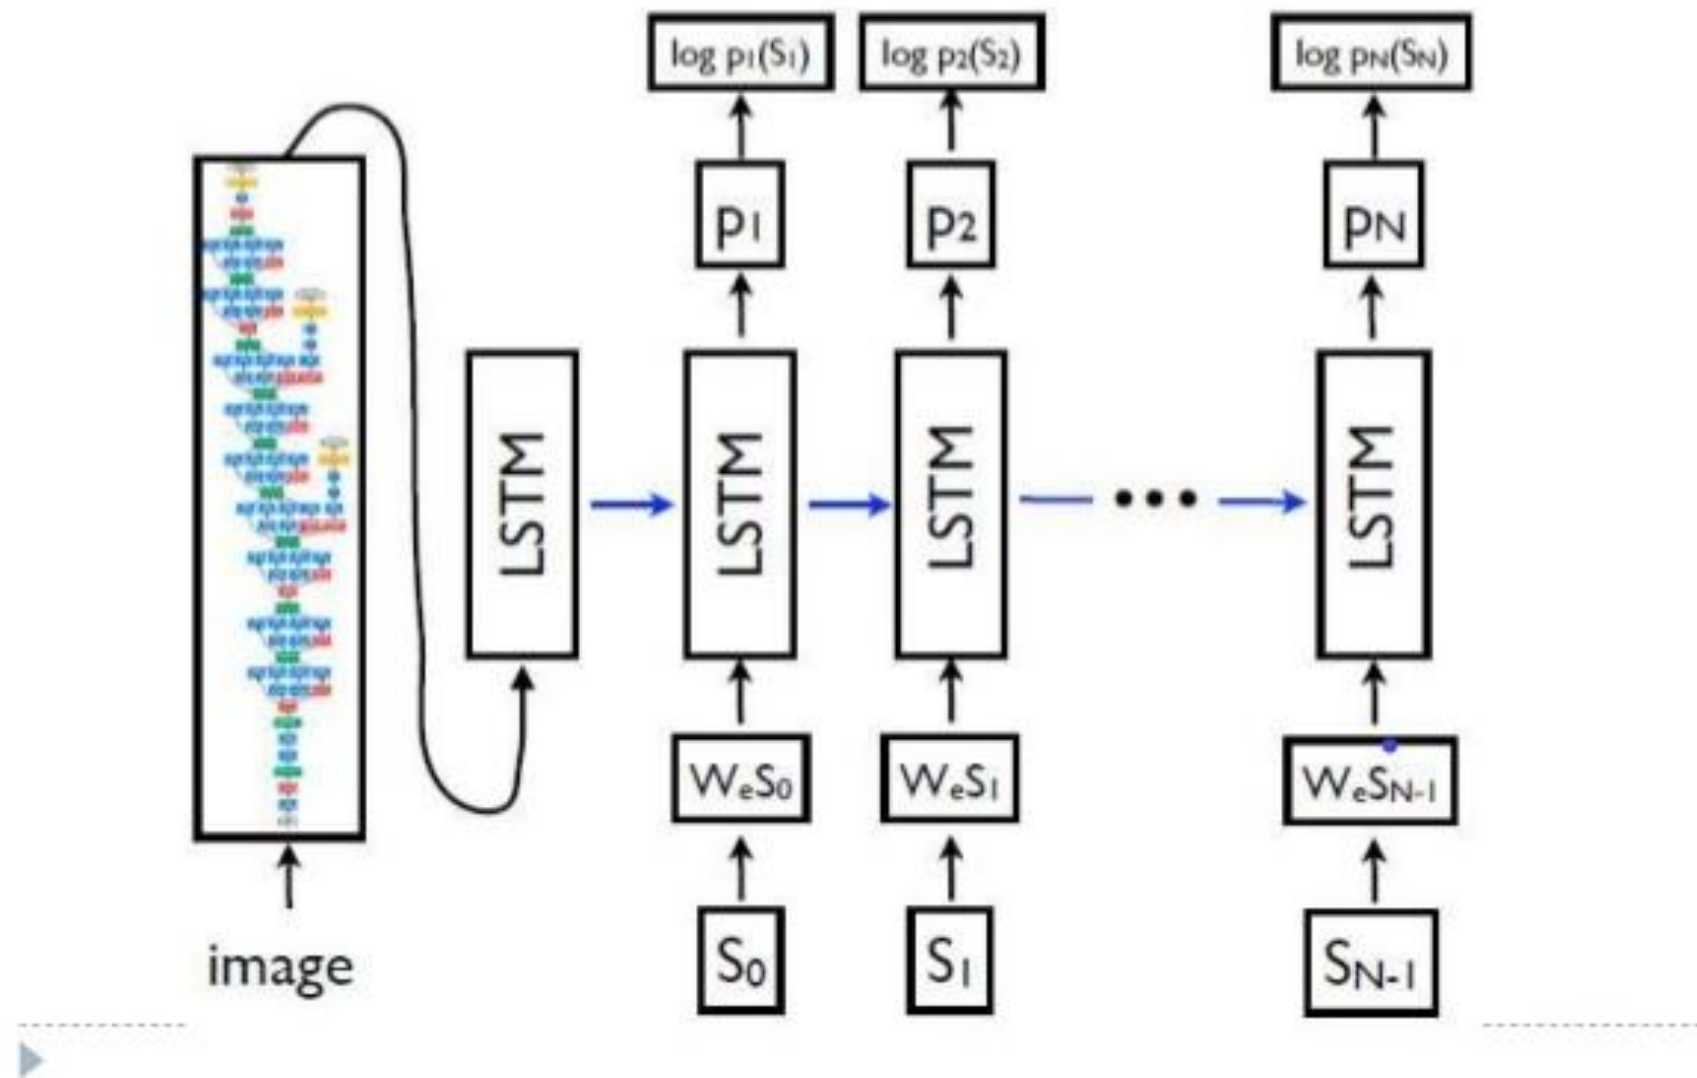 log p₁(S₁) log p₂(S₂) log pN(SN)
p₁ p₂ pN
LSTM LSTM LSTM LSTM
WₑS₀ WₑS₁ WₑSN-1
S₀ S₁ SN-1
image